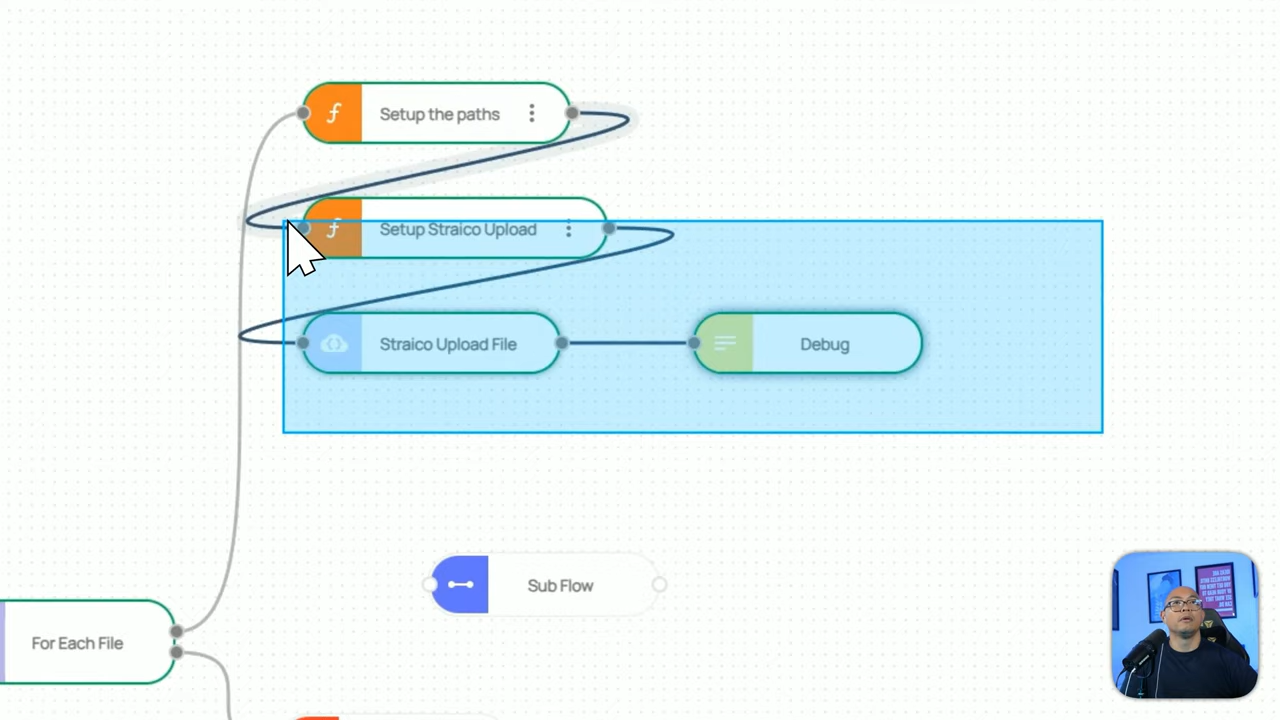 Setup the paths
Setup Straico Upload
Straico Upload File
Debug
Sub Flow
For Each File